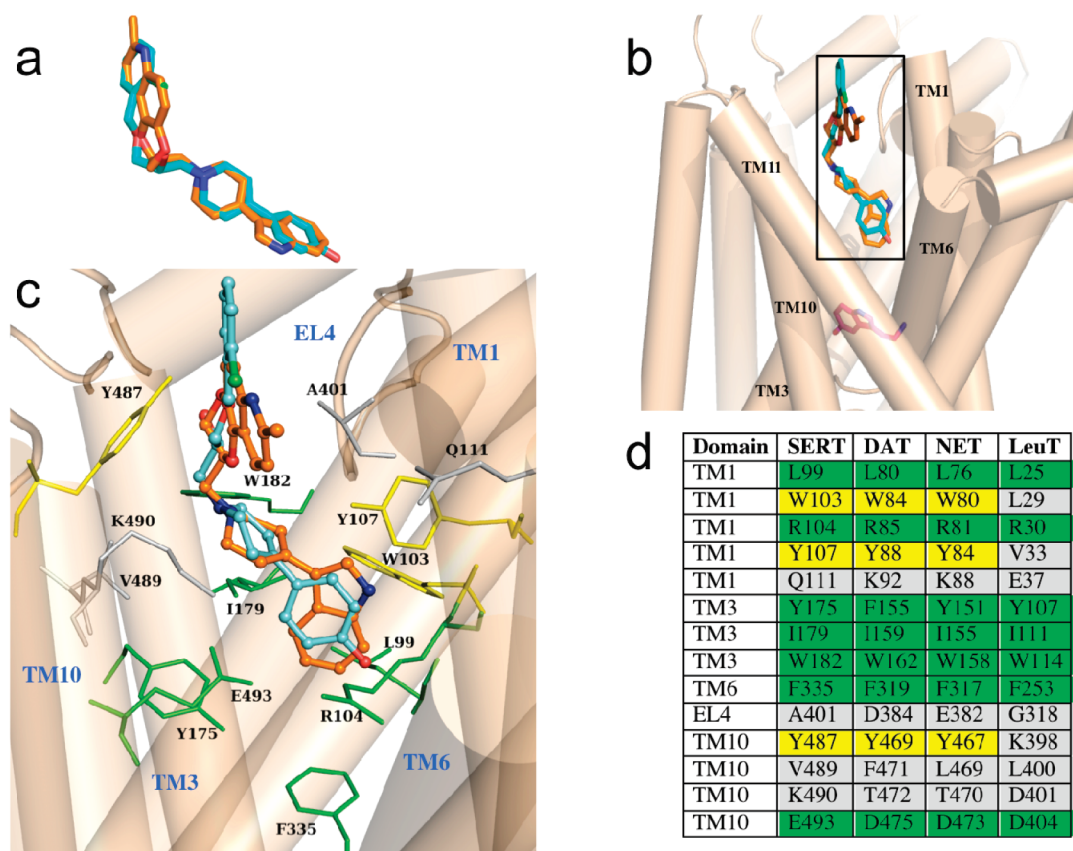 a
b
TM1
TM11
TM6
TM10
TM3
c
EL4
TM1
Y487
A401
Q111
W182
K490
Y107
W103
V489
I179
L99
TM10
E493
R104
Y175
TM3
TM6
F335
d
Domain SERT DAT NET LeuT
TM1 L99 L80 L76 L25
TM1 W103 W84 W80 L29
TM1 R104 R85 R81 R30
TM1 Y107 Y88 Y84 V33
TM1 Q111 K92 K88 E37
TM3 Y175 F155 Y151 Y107
TM3 I179 I159 I155 I111
TM3 W182 W162 W158 W114
TM6 F335 F319 F317 F253
EL4 A401 D384 E382 G318
TM10 Y487 Y469 Y467 K398
TM10 V489 F471 L469 L400
TM10 K490 T472 T470 D401
TM10 E493 D475 D473 D404